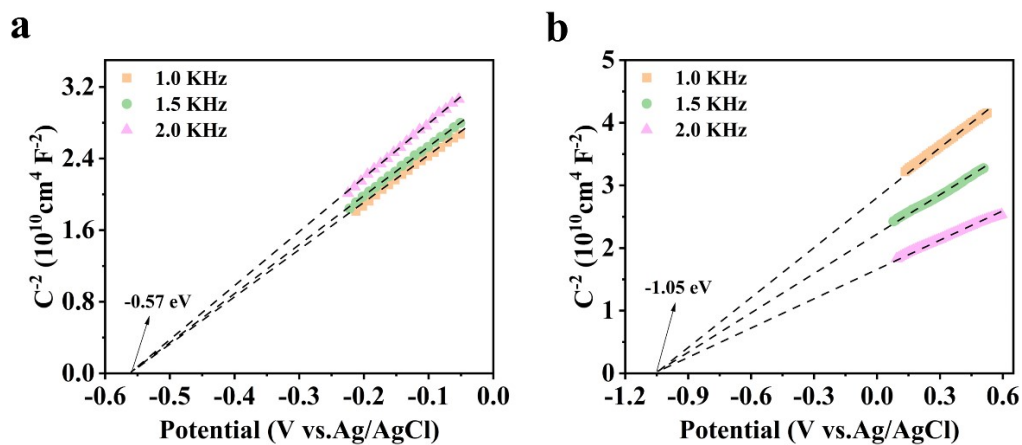 a
1.0 KHz
1.5 KHz
2.0 KHz
-0.57 eV
C⁻² (10¹⁰cm⁴ F⁻²)
3.2
2.4
1.6
0.8
0.0
-0.6 -0.5 -0.4 -0.3 -0.2 -0.1 0.0
Potential (V vs.Ag/AgCl)
b
1.0 KHz
1.5 KHz
2.0 KHz
-1.05 eV
C⁻² (10¹⁰cm⁴ F⁻²)
5
4
3
2
1
0
-1.2 -0.9 -0.6 -0.3 0.0 0.3 0.6
Potential (V vs.Ag/AgCl)